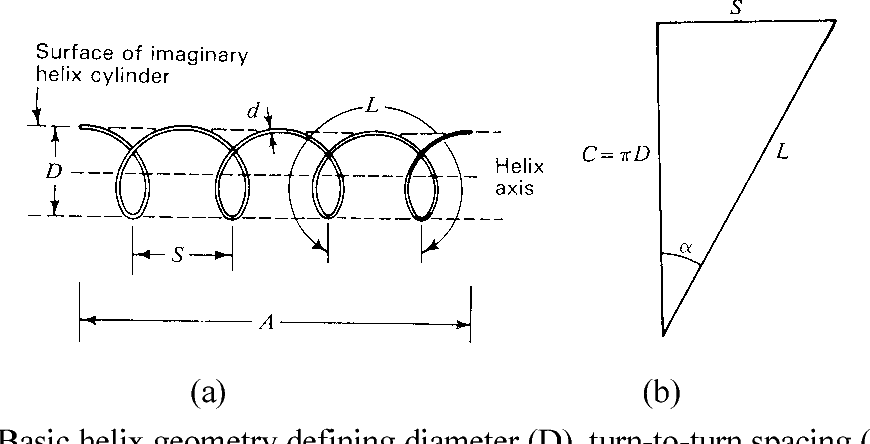 S
Surface of imaginary
helix cylinder
d
L
D
Helix
axis
C = πD
L
S
α
A
(a)
(b)
Basic helix geometry defining diameter (D), turn-to-turn spacing (